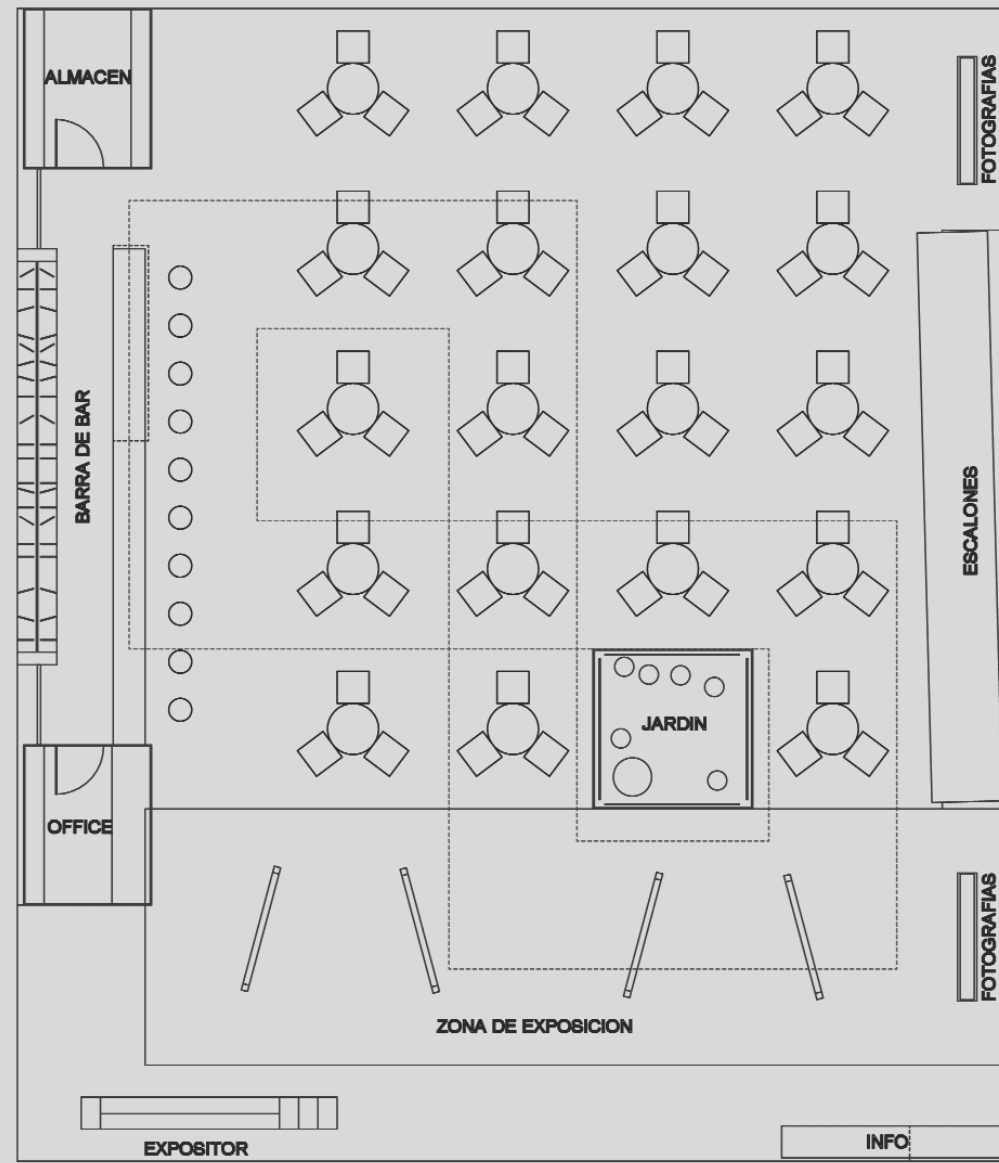 ALMACEN
FOTOGRAFIAS
BARRA DE BAR
ESCALONES
JARDIN
OFFICE
FOTOGRAFIAS
ZONA DE EXPOSICION
EXPOSITOR
INFO